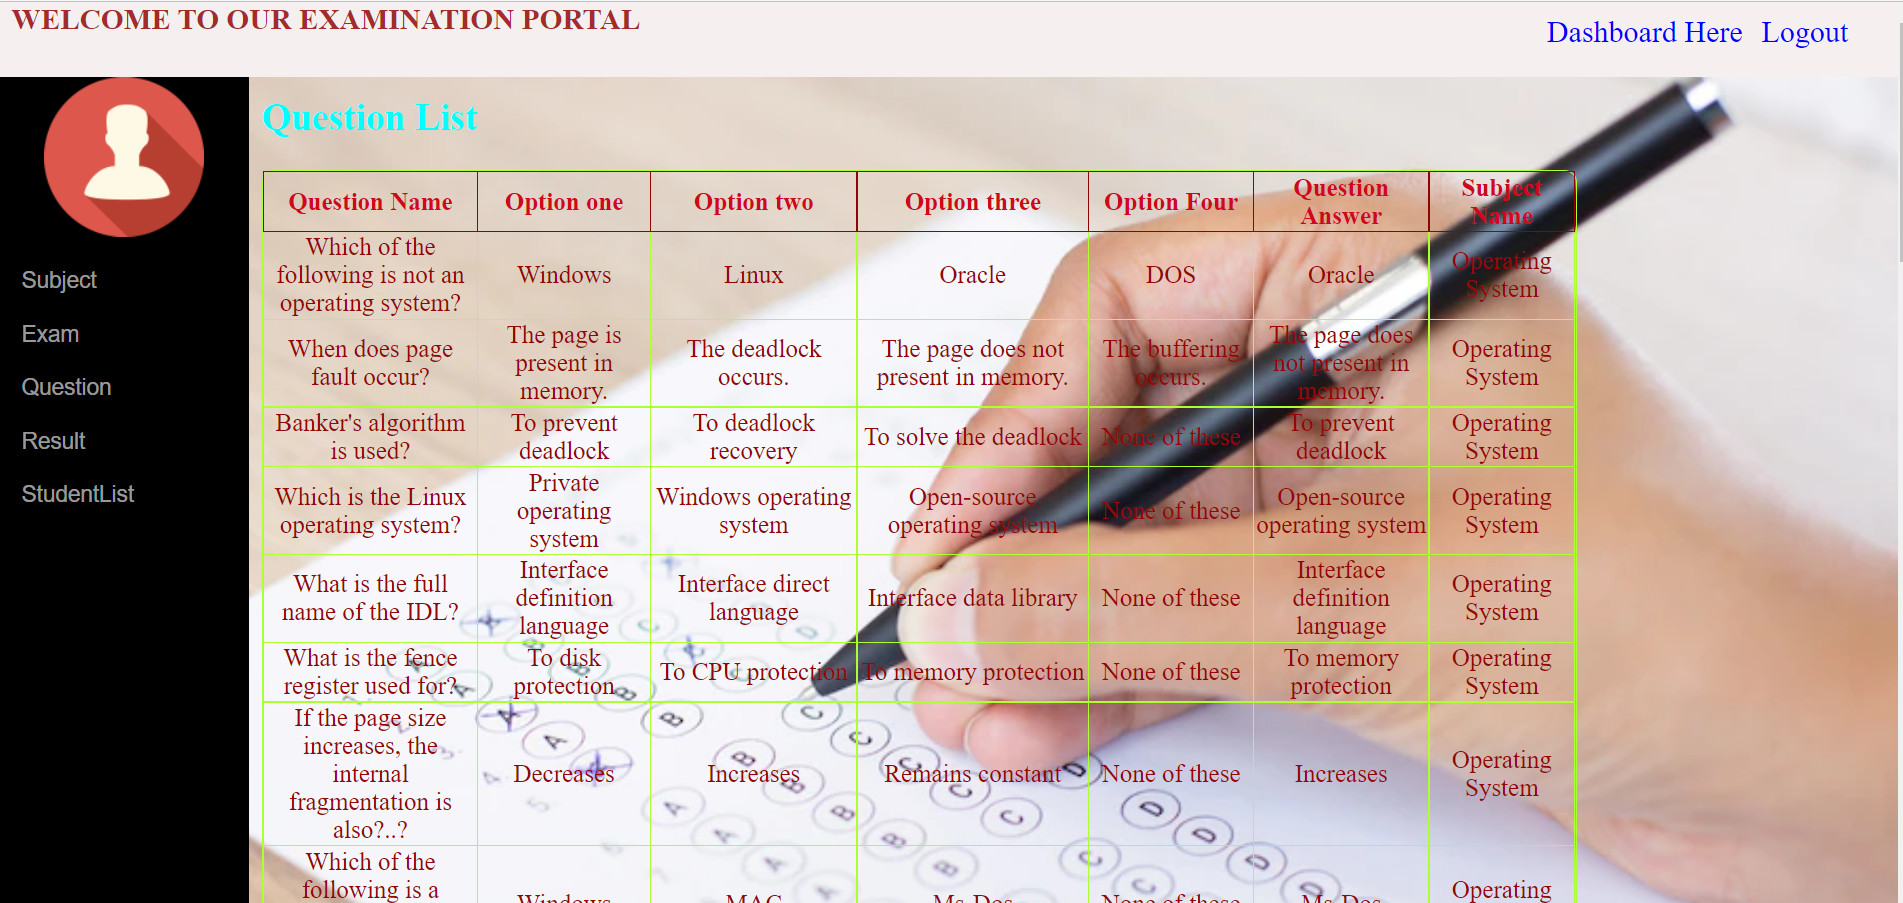 WELCOME TO OUR EXAMINATION PORTAL
Dashboard Here Logout
Subject
Exam
Question
Result
StudentList
Question List
Question Name Option one Option two Option three Option Four Question Answer Subject Name
Which of the following is not an operating system? Windows Linux Oracle DOS Oracle Operating System
When does page fault occur? The page is present in memory. The deadlock occurs. The page does not present in memory. The buffering occurs. The page does not present in memory. Operating System
Banker's algorithm is used? To prevent deadlock To deadlock recovery To solve the deadlock None of these To prevent deadlock Operating System
Which is the Linux operating system? Private operating system Windows operating system Open-source operating system None of these Open-source operating system Operating System
What is the full name of the IDL? Interface definition language Interface direct language Interface data library None of these Interface definition language Operating System
What is the fence register used for? To disk protection To CPU protection To memory protection None of these To memory protection Operating System
If the page size increases, the internal fragmentation is also?..? Decreases Increases Remains constant None of these Increases Operating System
Which of the following is a Windows MAC Ms-Dos None of these Ms-Dos Operating